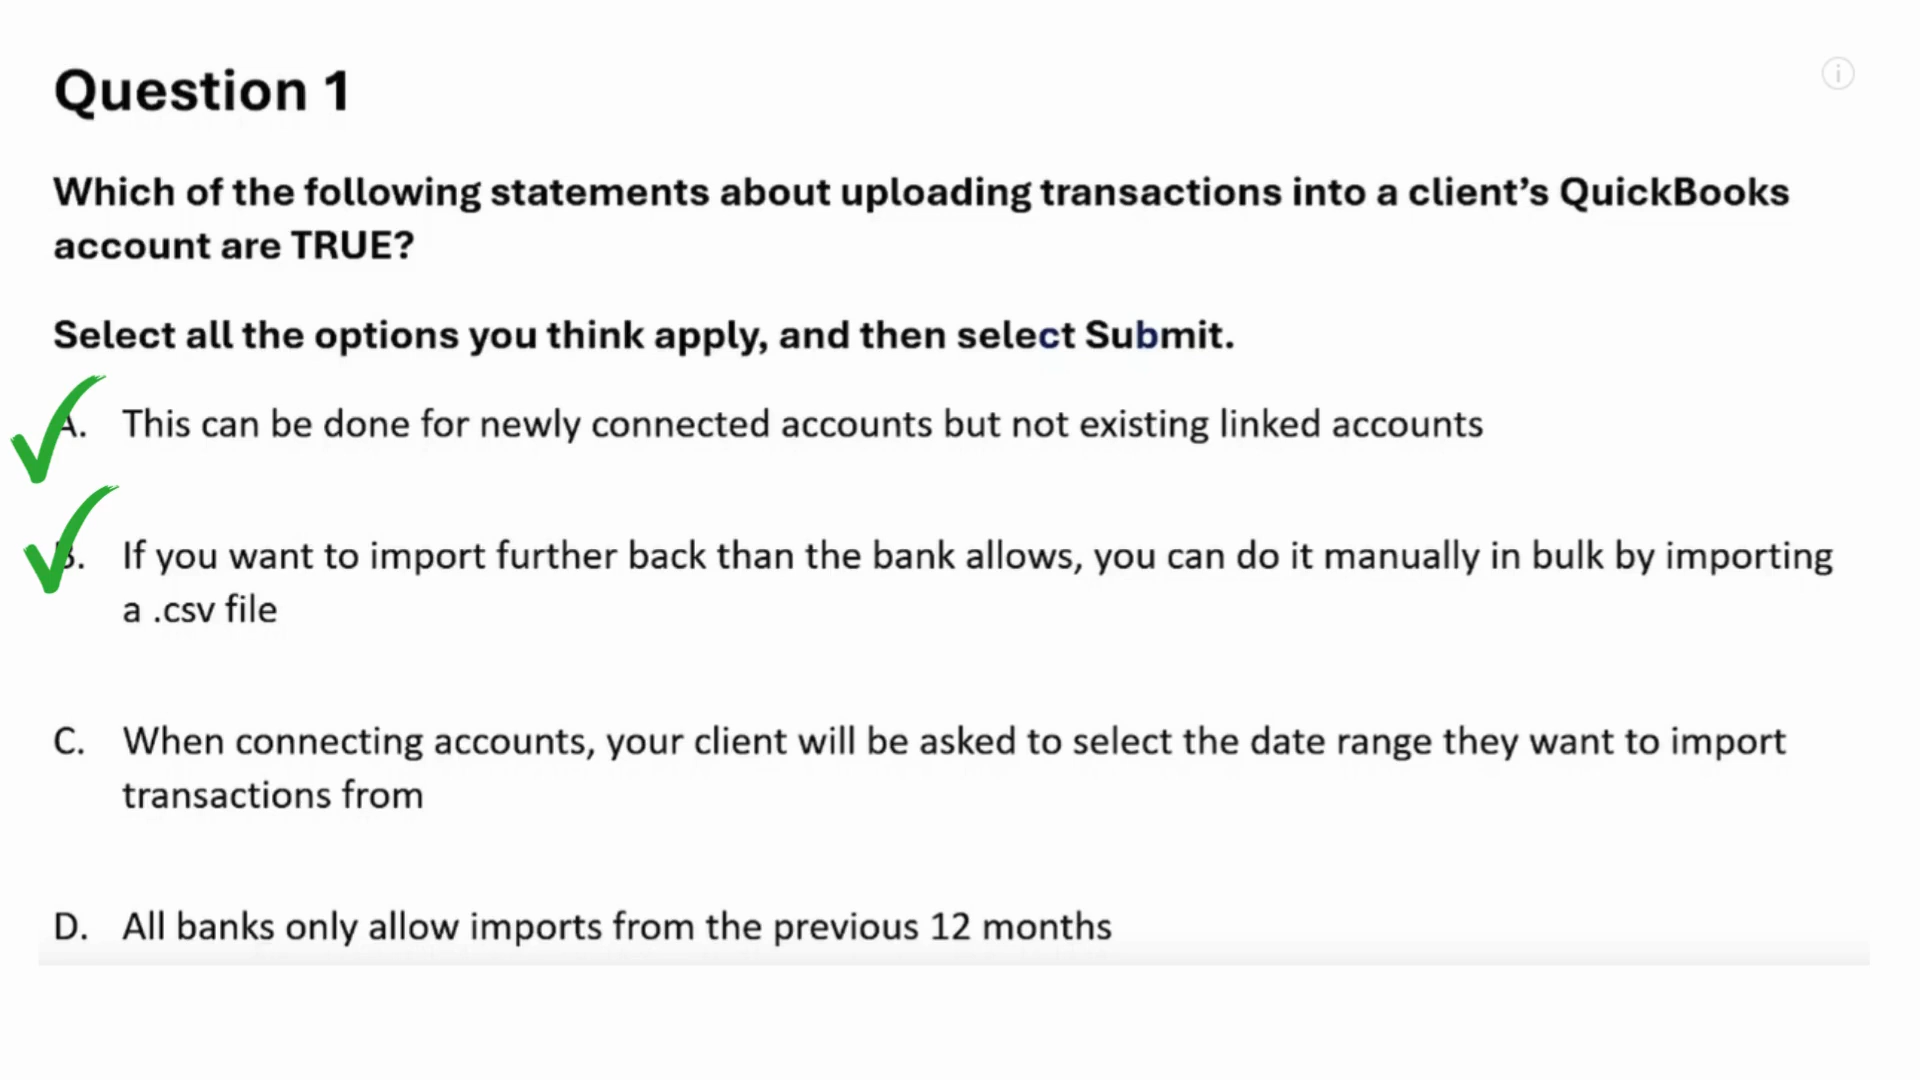 Question 1
Which of the following statements about uploading transactions into a client’s QuickBooks
account are TRUE?
Select all the options you think apply, and then select Submit.
A. This can be done for newly connected accounts but not existing linked accounts
B. If you want to import further back than the bank allows, you can do it manually in bulk by importing
a .csv file
C. When connecting accounts, your client will be asked to select the date range they want to import
transactions from
D. All banks only allow imports from the previous 12 months